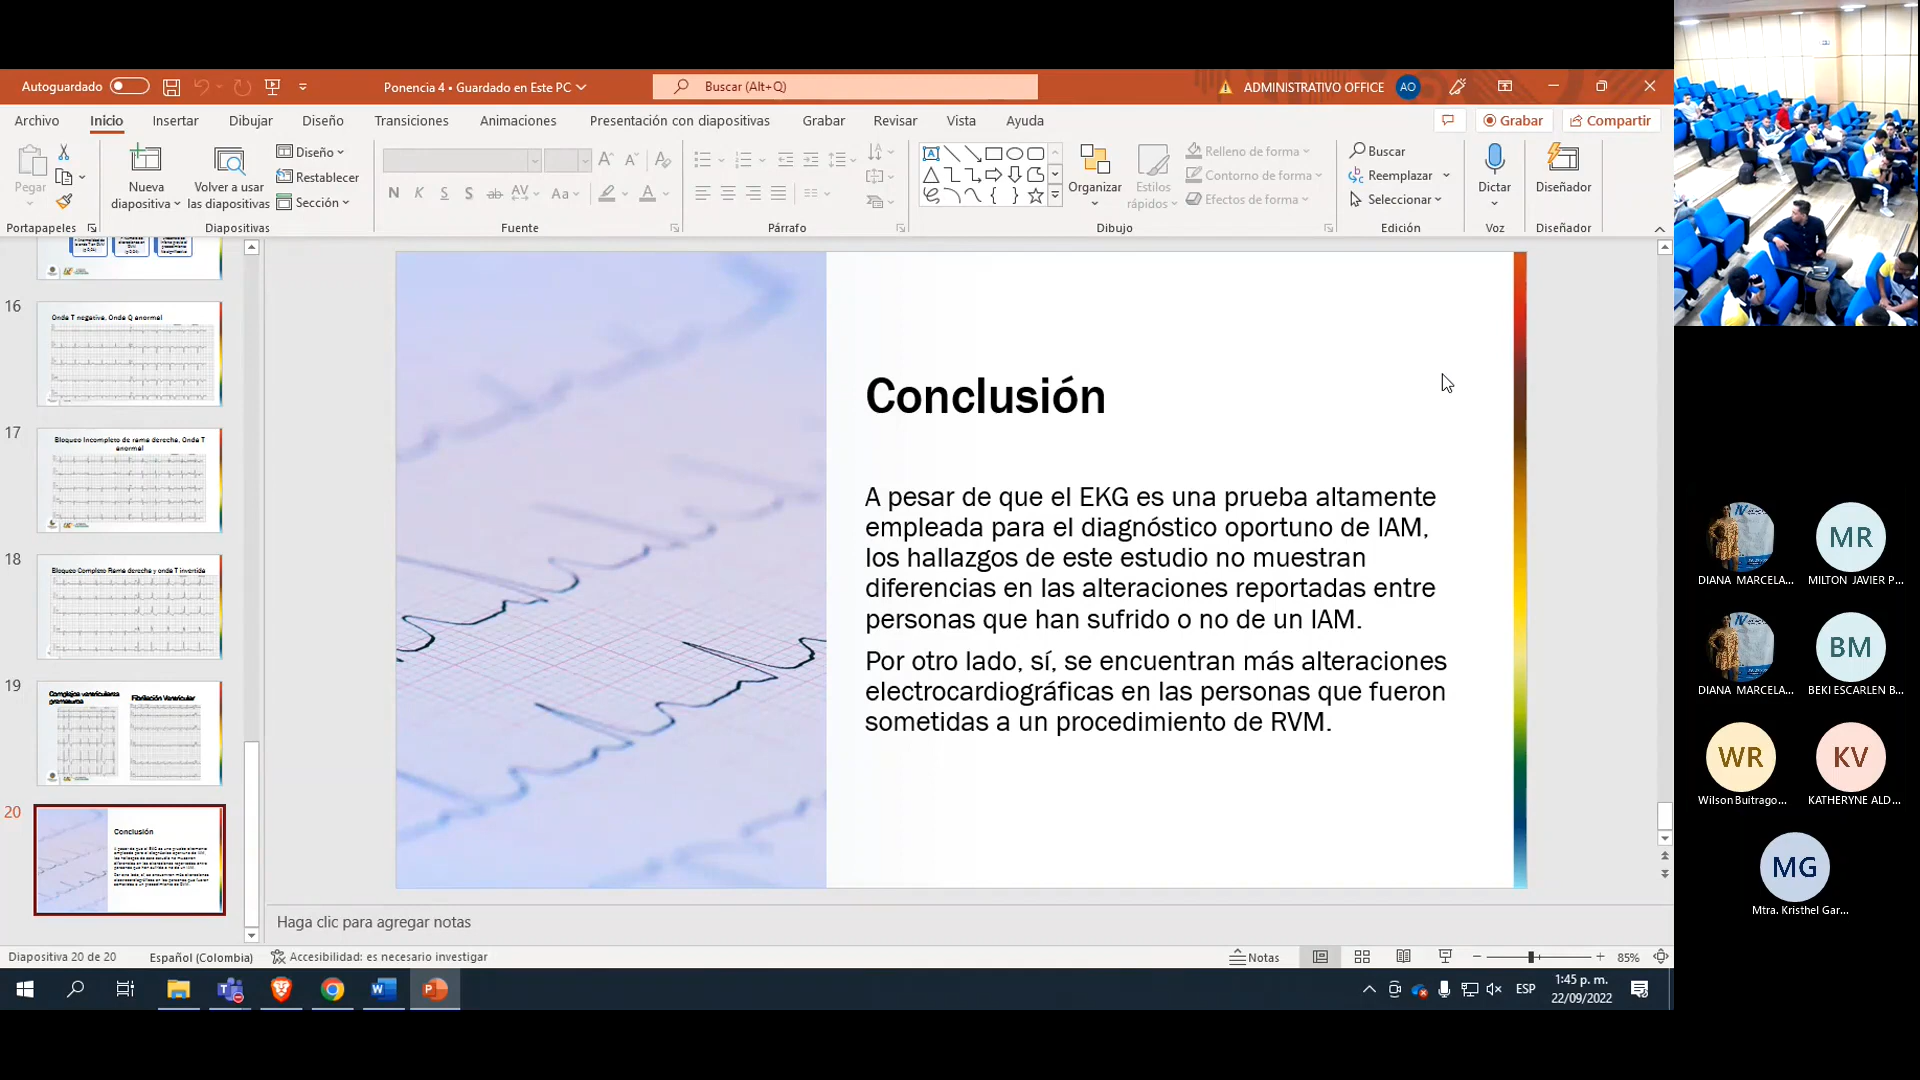 Autoguardado
Ponencia 4 • Guardado en Este PC
Buscar (Alt+Q)
ADMINISTRATIVO OFFICE
AO
Archivo
Inicio
Insertar
Dibujar
Diseño
Transiciones
Animaciones
Presentación con diapositivas
Grabar
Revisar
Vista
Ayuda
Grabar
Compartir
Pegar
Nueva
diapositiva
Volver a usar
las diapositivas
Diseño
Restablecer
Sección
N K S ab AV Aa A
Relleno de forma
Contorno de forma
Efectos de forma
Organizar
Estilos
rápidos
Buscar
Reemplazar
Seleccionar
Dictar
Diseñador
Portapapeles
Diapositivas
Fuente
Párrafo
Dibujo
Edición
Voz
Diseñador
16
Onda T negativa, Onda Q anormal
17
Bloqueo Incompleto de rama derecha, Onda T
anormal
18
Bloqueo Completo Rama derecha y onda T invertida
19
Complejos ventriculares
prematuros
Fibrilación Ventricular
20
Conclusión
Conclusión
A pesar de que el EKG es una prueba altamente
empleada para el diagnóstico oportuno de IAM,
los hallazgos de este estudio no muestran
diferencias en las alteraciones reportadas entre
personas que han sufrido o no de un IAM.
Por otro lado, sí, se encuentran más alteraciones
electrocardiográficas en las personas que fueron
sometidas a un procedimiento de RVM.
Haga clic para agregar notas
Diapositiva 20 de 20
Español (Colombia)
Accesibilidad: es necesario investigar
Notas
85%
ESP
1:45 p. m.
22/09/2022
DIANA MARCELA...
MR
MILTON JAVIER P...
DIANA MARCELA...
BM
BEKI ESCARLEN B...
WR
Wilson Buitrago...
KV
KATHERYNE ALD...
MG
Mtra. Kristhel Gar...